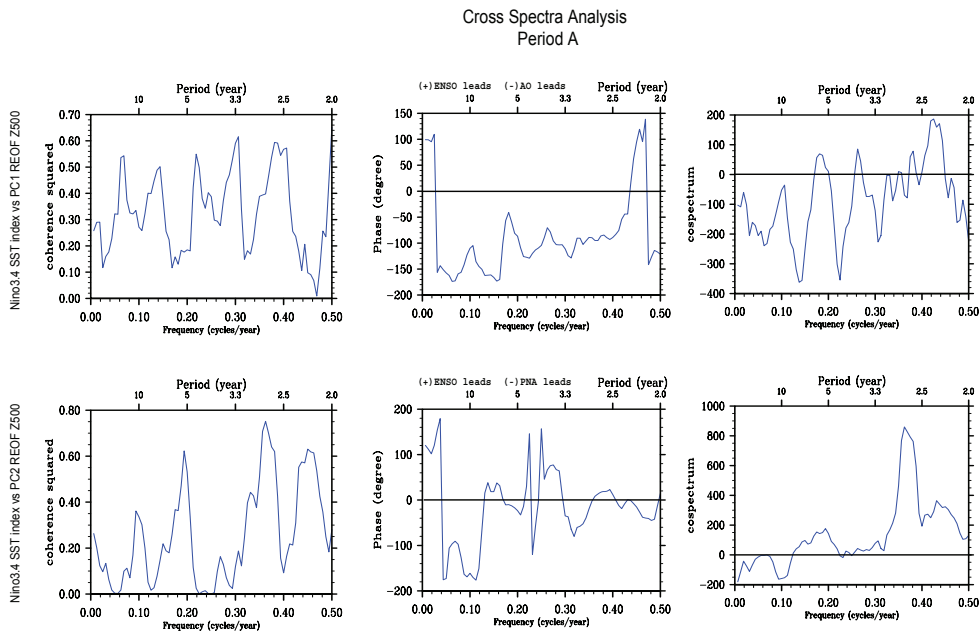 Cross Spectra Analysis
Period A
Nino3.4 SST index vs PC1 REOF Z500
Period (year)
10 5 3.3 2.5 2.0
coherence squared
0.70
0.60
0.50
0.40
0.30
0.20
0.10
0.00
0.00 0.10 0.20 0.30 0.40 0.50
Frequency (cycles/year)
(+)ENSO leads (-)AO leads
Period (year)
10 5 3.3 2.5 2.0
Phase (degree)
150
100
50
0
-50
-100
-150
-200
0.00 0.10 0.20 0.30 0.40 0.50
Frequency (cycles/year)
Period (year)
10 5 3.3 2.5 2.0
cospectrum
200
100
0
-100
-200
-300
-400
0.00 0.10 0.20 0.30 0.40 0.50
Frequency (cycles/year)
Nino3.4 SST index vs PC2 REOF Z500
Period (year)
10 5 3.3 2.5 2.0
coherence squared
0.80
0.60
0.40
0.20
0.00
0.00 0.10 0.20 0.30 0.40 0.50
Frequency (cycles/year)
(+)ENSO leads (-)PNA leads Period (year)
10 5 3.3 2.5 2.0
Phase (degree)
200
100
0
-100
-200
0.00 0.10 0.20 0.30 0.40 0.50
Frequency (cycles/year)
Period (year)
10 5 3.3 2.5 2.0
cospectrum
1000
800
600
400
200
0
-200
0.00 0.10 0.20 0.30 0.40 0.50
Frequency (cycles/year)